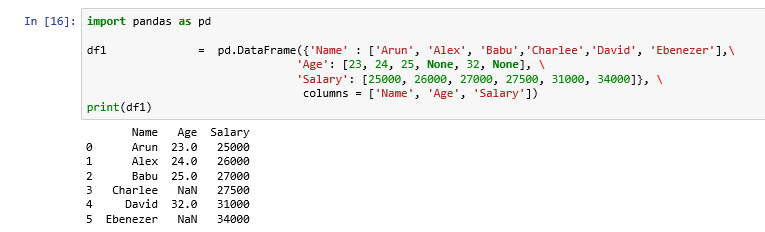 In [16]: import pandas as pd
df1 = pd.DataFrame({'Name' : ['Arun', 'Alex', 'Babu','Charlee','David', 'Ebenezer'],\
'Age': [23, 24, 25, None, 32, None], \
'Salary': [25000, 26000, 27000, 27500, 31000, 34000]}, \
columns = ['Name', 'Age', 'Salary'])
print(df1)
Name Age Salary
0 Arun 23.0 25000
1 Alex 24.0 26000
2 Babu 25.0 27000
3 Charlee NaN 27500
4 David 32.0 31000
5 Ebenezer NaN 34000